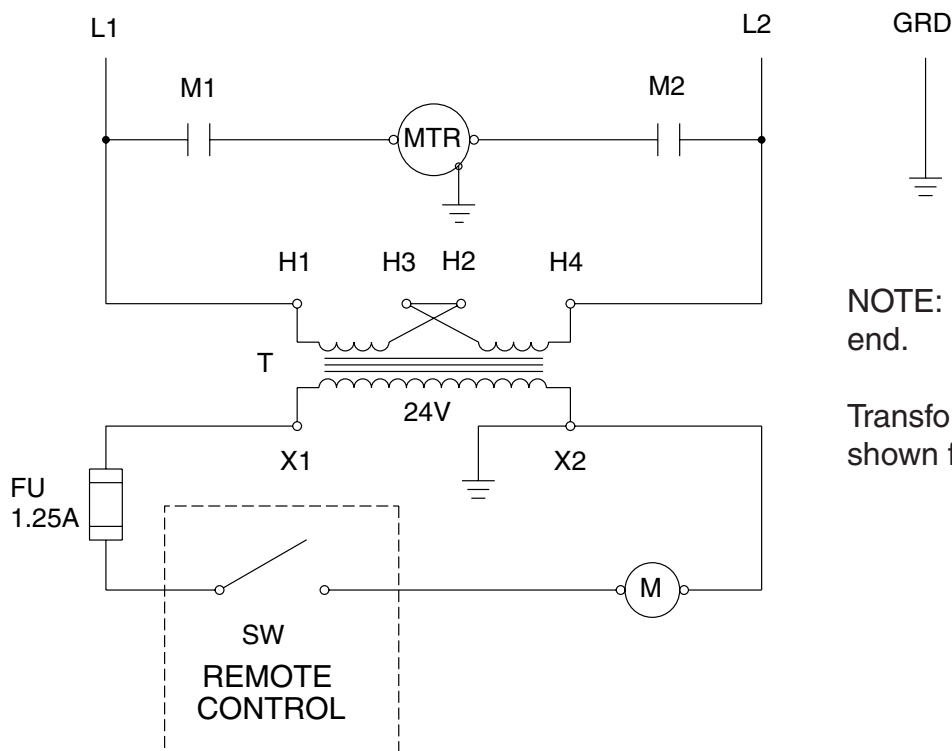 L1
L2
GRD
M1
M2
MTR
H1
H3
H2
H4
NOTE:
end.
T
24V
X1
X2
shown
FU
1.25A
M
SW
REMOTE
CONTROL